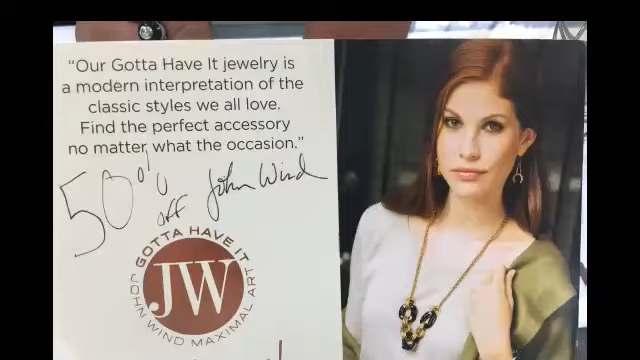 "Our Gotta Have It jewelry is
a modern interpretation of the
classic styles we all love.
Find the perfect accessory
no matter what the occasion."
50%
off John Wind
GOTTA HAVE IT
JW
JOHN WIND MAXIMAL ART